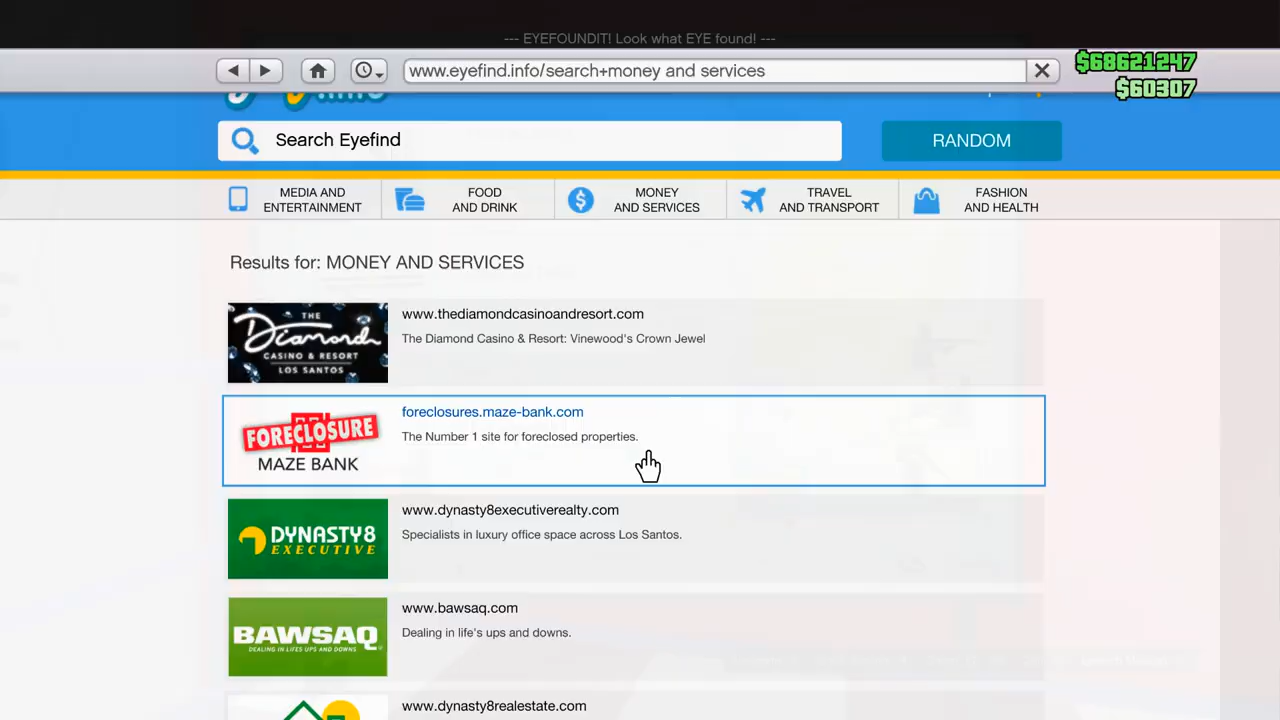 --- EYEFOUNDIT! Look what EYE found! ---
www.eyefind.info/search+money and services
$68621247
$60307
Search Eyefind
RANDOM
MEDIA AND
ENTERTAINMENT
FOOD
AND DRINK
MONEY
AND SERVICES
TRAVEL
AND TRANSPORT
FASHION
AND HEALTH
Results for: MONEY AND SERVICES
THE
Diamond
CASINO & RESORT
LOS SANTOS
www.thediamondcasinoandresort.com
The Diamond Casino & Resort: Vinewood's Crown Jewel
FORECLOSURE
MAZE BANK
foreclosures.maze-bank.com
The Number 1 site for foreclosed properties.
DYNASTY8
EXECUTIVE
www.dynasty8executiverealty.com
Specialists in luxury office space across Los Santos.
BAWSAQ
DEALING IN LIFES UPS AND DOWNS
www.bawsaq.com
Dealing in life's ups and downs.
www.dynasty8realestate.com